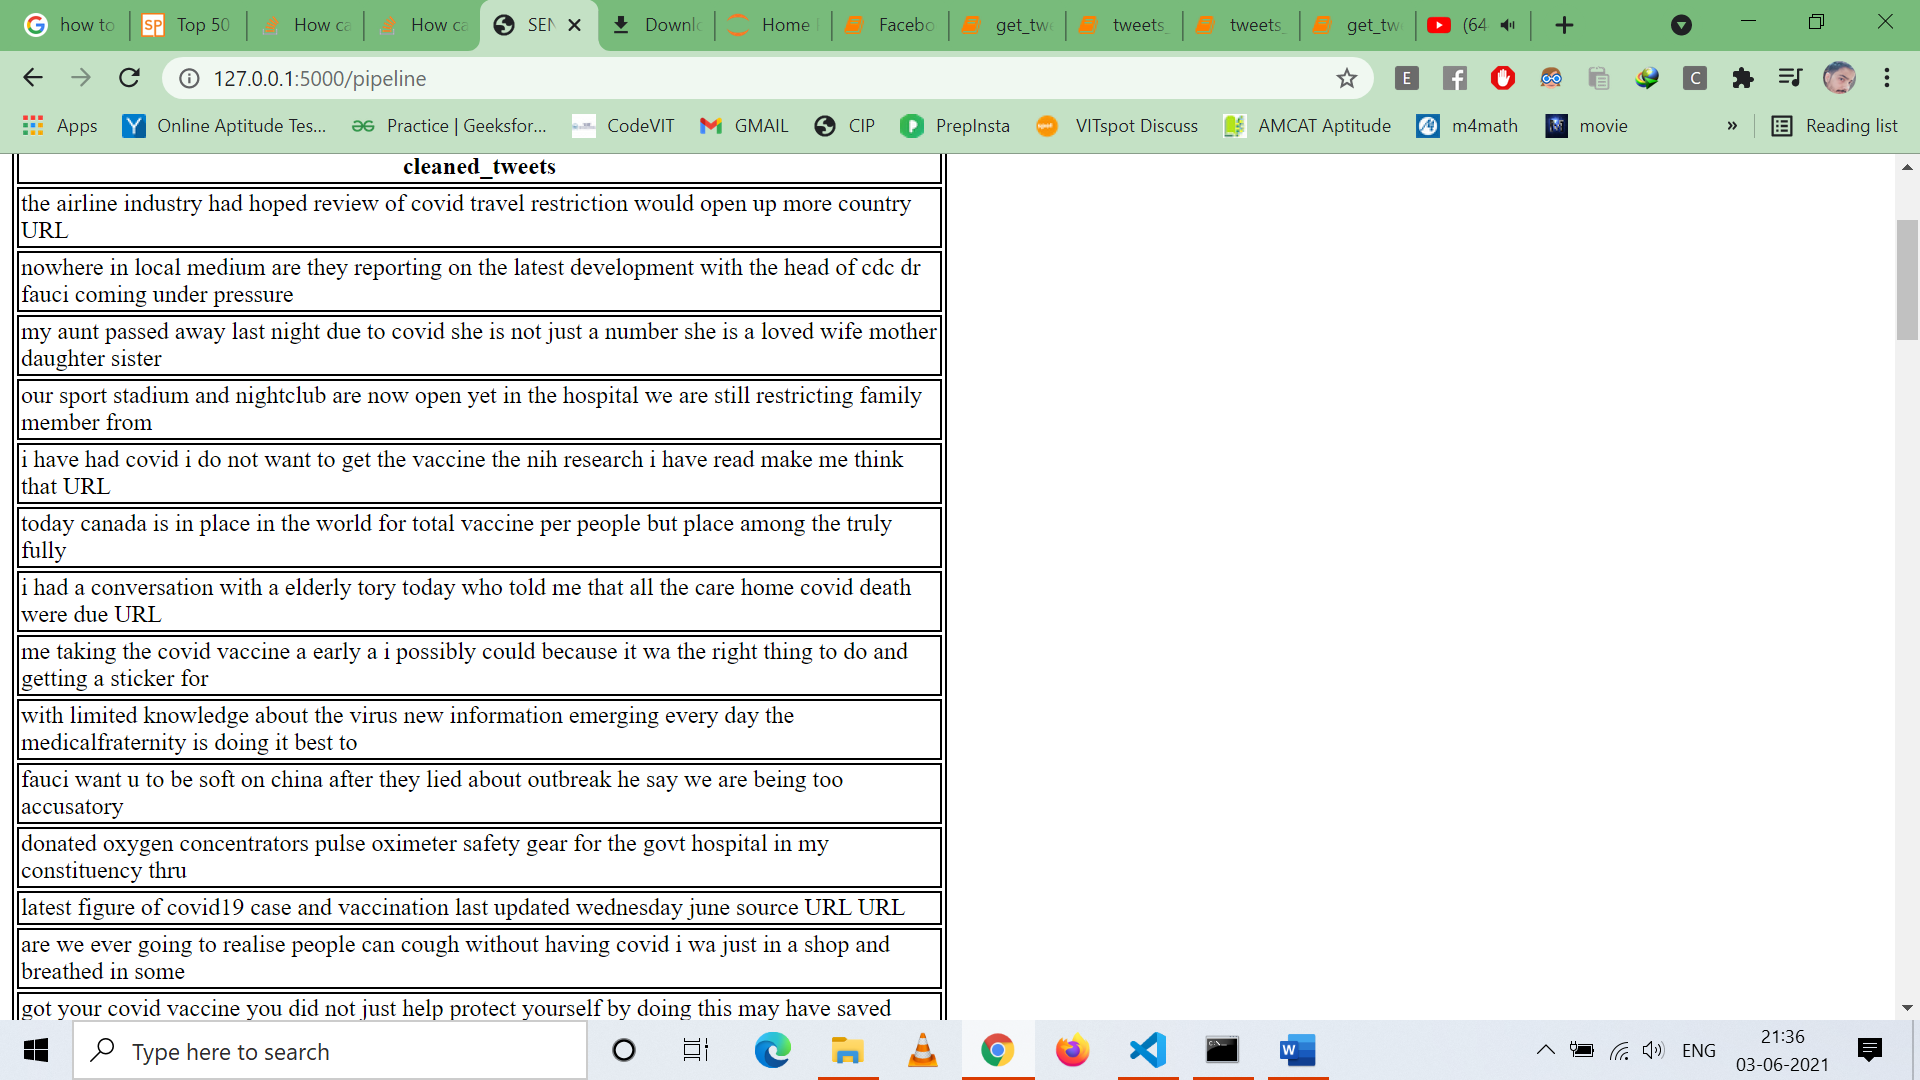 how to
Top 50
How ca
How ca
SEN
Downlo
Home
Facebo
get_twe
tweets_
tweets_
get_twe
(64
127.0.0.1:5000/pipeline
E
C
Apps
Online Aptitude Tes...
Practice | Geeksfor...
CodeVIT
GMAIL
CIP
PrepInsta
VITspot Discuss
AMCAT Aptitude
m4math
movie
»
Reading list
cleaned_tweets
the airline industry had hoped review of covid travel restriction would open up more country
URL
nowhere in local medium are they reporting on the latest development with the head of cdc dr
fauci coming under pressure
my aunt passed away last night due to covid she is not just a number she is a loved wife mother
daughter sister
our sport stadium and nightclub are now open yet in the hospital we are still restricting family
member from
i have had covid i do not want to get the vaccine the nih research i have read make me think
that URL
today canada is in place in the world for total vaccine per people but place among the truly
fully
i had a conversation with a elderly tory today who told me that all the care home covid death
were due URL
me taking the covid vaccine a early a i possibly could because it wa the right thing to do and
getting a sticker for
with limited knowledge about the virus new information emerging every day the
medicalfraternity is doing it best to
fauci want u to be soft on china after they lied about outbreak he say we are being too
accusatory
donated oxygen concentrators pulse oximeter safety gear for the govt hospital in my
constituency thru
latest figure of covid19 case and vaccination last updated wednesday june source URL URL
are we ever going to realise people can cough without having covid i wa just in a shop and
breathed in some
got your covid vaccine you did not just help protect yourself by doing this may have saved
Type here to search
ENG
21:36
03-06-2021